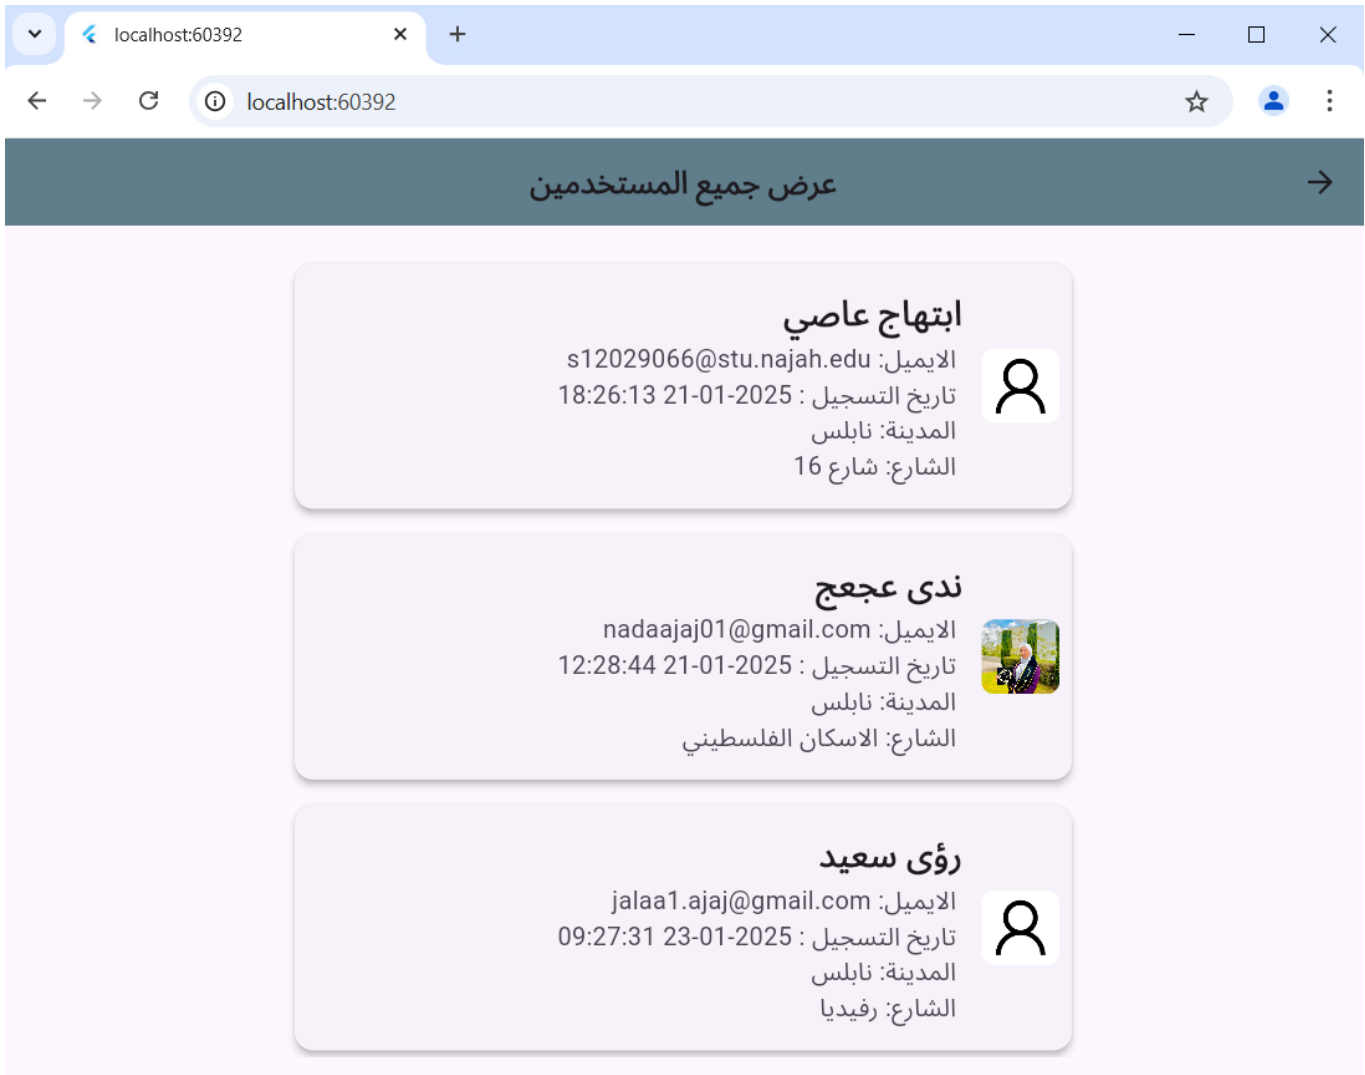 localhost:60392
localhost:60392
عرض جميع المستخدمين
ابتهاج عاصي
الايميل: s12029066@stu.najah.edu
تاريخ التسجيل : 2025-01-21 18:26:13
المدينة: نابلس
الشارع: شارع 16
ندى عجعج
الايميل: nadaajaj01@gmail.com
تاريخ التسجيل : 2025-01-21 12:28:44
المدينة: نابلس
الشارع: الاسكان الفلسطيني
رؤى سعيد
الايميل: jalaa1.ajaj@gmail.com
تاريخ التسجيل : 2025-01-23 09:27:31
المدينة: نابلس
الشارع: رفيديا